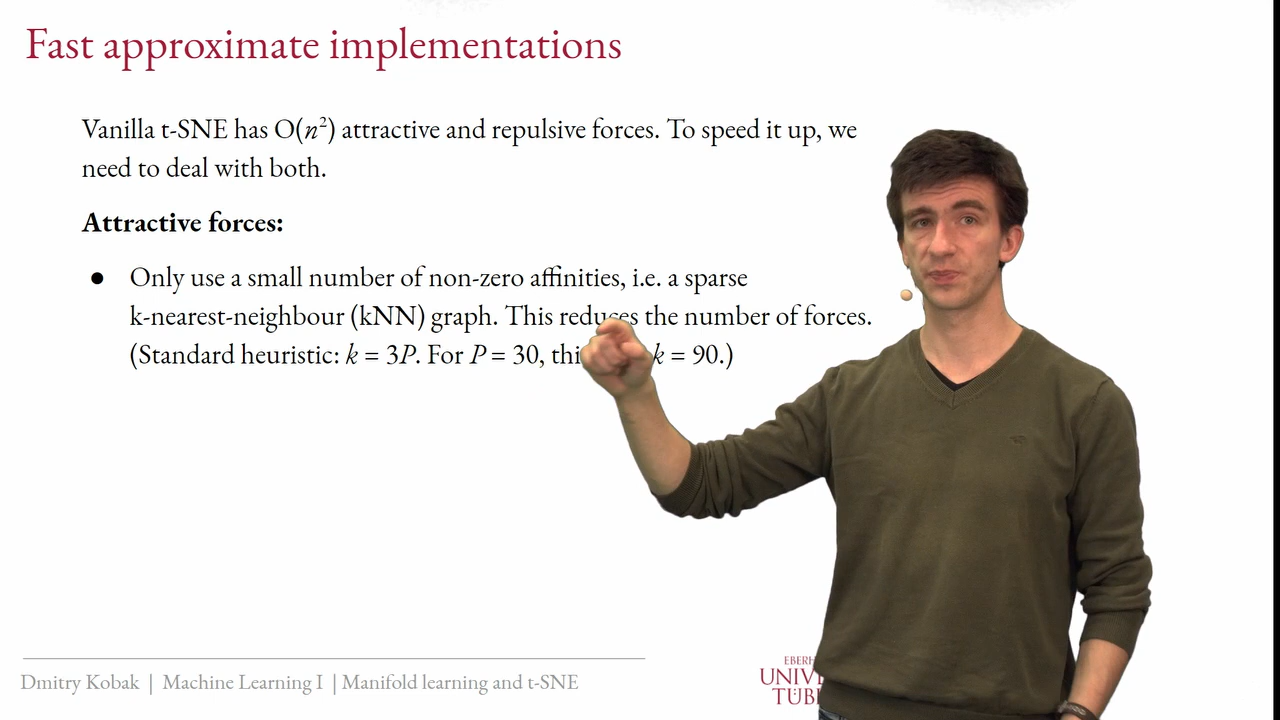 Fast approximate implementations
Vanilla t-SNE has O(n²) attractive and repulsive forces. To speed it up, we
need to deal with both.
Attractive forces:
● Only use a small number of non-zero affinities, i.e. a sparse
k-nearest-neighbour (kNN) graph. This reduces the number of forces.
(Standard heuristic: k = 3P. For P = 30, k = 90.)
Dmitry Kobak | Machine Learning I | Manifold learning and t-SNE